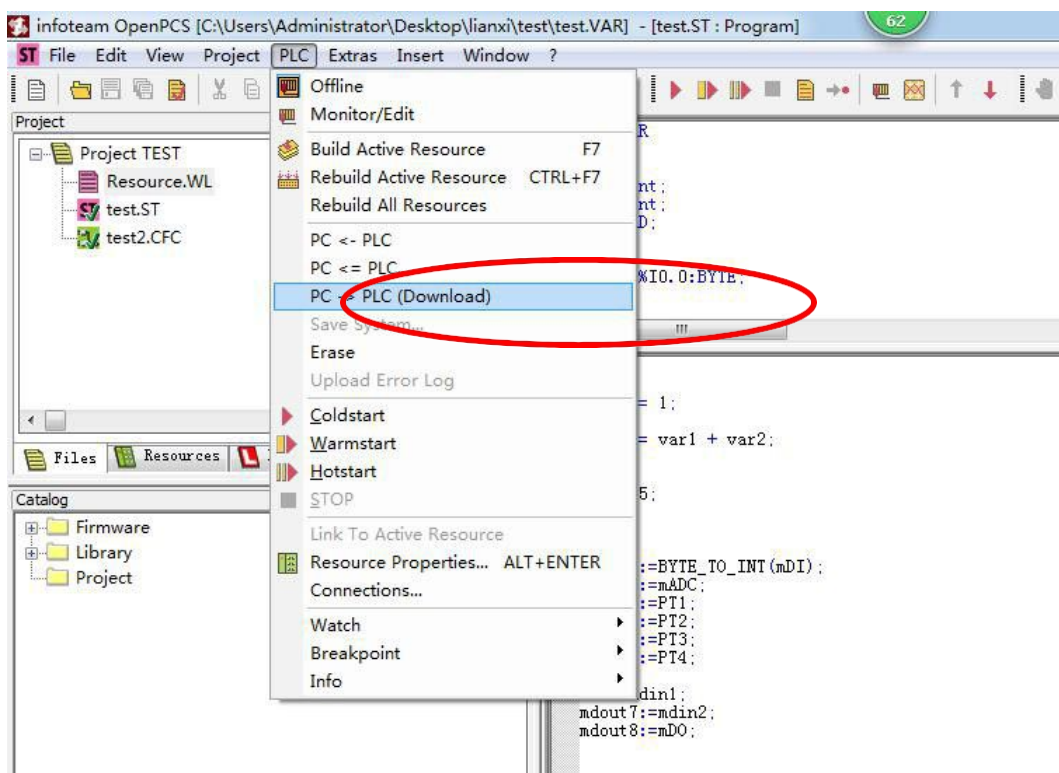 62
infoteam OpenPCS [C:\Users\Administrator\Desktop\lianxi\test\test.VAR] - [test.ST : Program]
ST File Edit View Project PLC Extras Insert Window ?
Project
Project TEST
Resource.WL
test.ST
test2.CFC
Files Resources
Catalog
Firmware
Library
Project
Offline
Monitor/Edit
Build Active Resource F7
Rebuild Active Resource CTRL+F7
Rebuild All Resources
PC <- PLC
PC <= PLC
PC -> PLC (Download)
Save System...
Erase
Upload Error Log
Coldstart
Warmstart
Hotstart
STOP
Link To Active Resource
Resource Properties... ALT+ENTER
Connections...
Watch
Breakpoint
Info
R
nt;
nt;
D;
%I0.0:BYTE;
= 1;
= var1 + var2;
5;
:=BYTE_TO_INT(mDI);
:=mADC;
:=PT1;
:=PT2;
:=PT3;
:=PT4;
din1;
mdout7:=mdin2;
mdout8:=mDO;